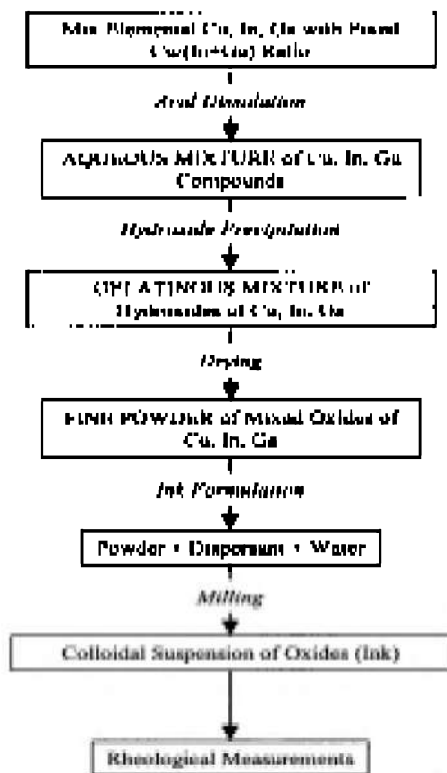 Mix Elemental Cu, In, Ga with Fixed
Cu/(In+Ga) Ratio
Acid Dissolution
AQUEOUS MIXTURE of Cu, In, Ga
Compounds
Hydroxide Precipitation
GELATINOUS MIXTURE of
Hydroxides of Cu, In, Ga
Drying
FINE POWDER of Mixed Oxides of
Cu, In, Ga
Ink Formulation
Powder + Dispersant + Water
Milling
Colloidal Suspension of Oxides (Ink)
Rheological Measurements